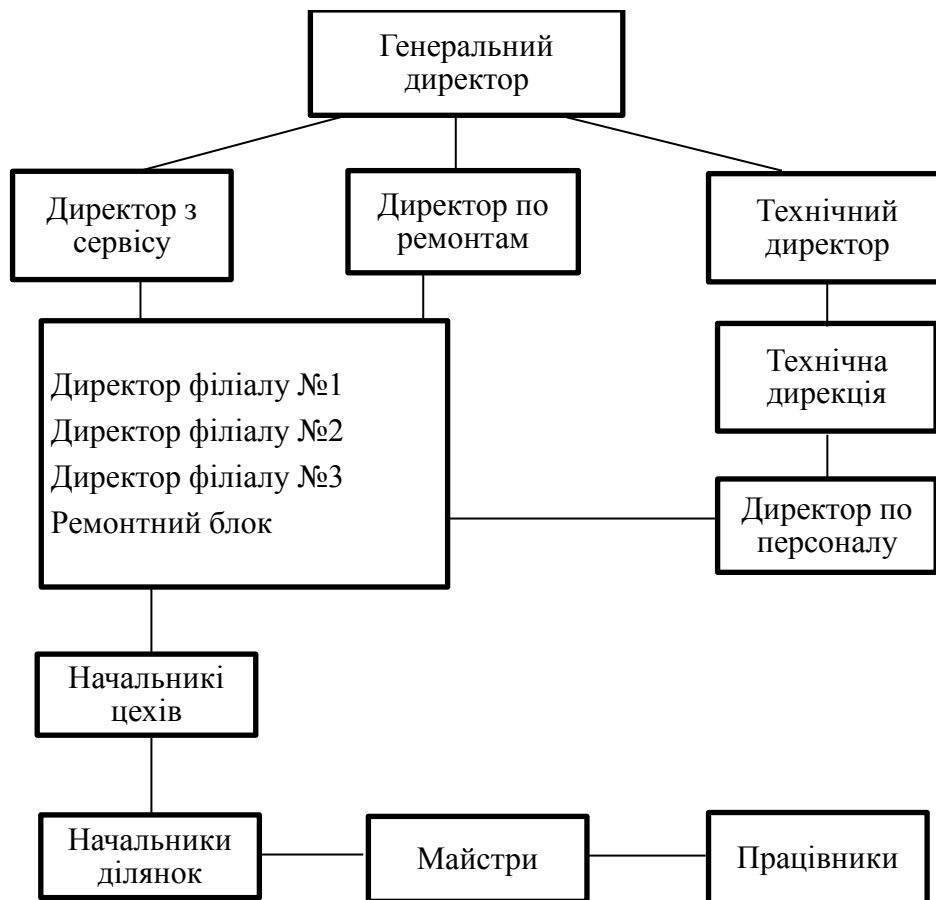 Генеральний
директор
Директор з
сервісу
Директор по
ремонтам
Технічний
директор
Директор філіалу №1
Директор філіалу №2
Директор філіалу №3
Ремонтний блок
Технічна
дирекція
Директор по
персоналу
Начальникі
цехів
Начальники
ділянок
Майстри
Працівники